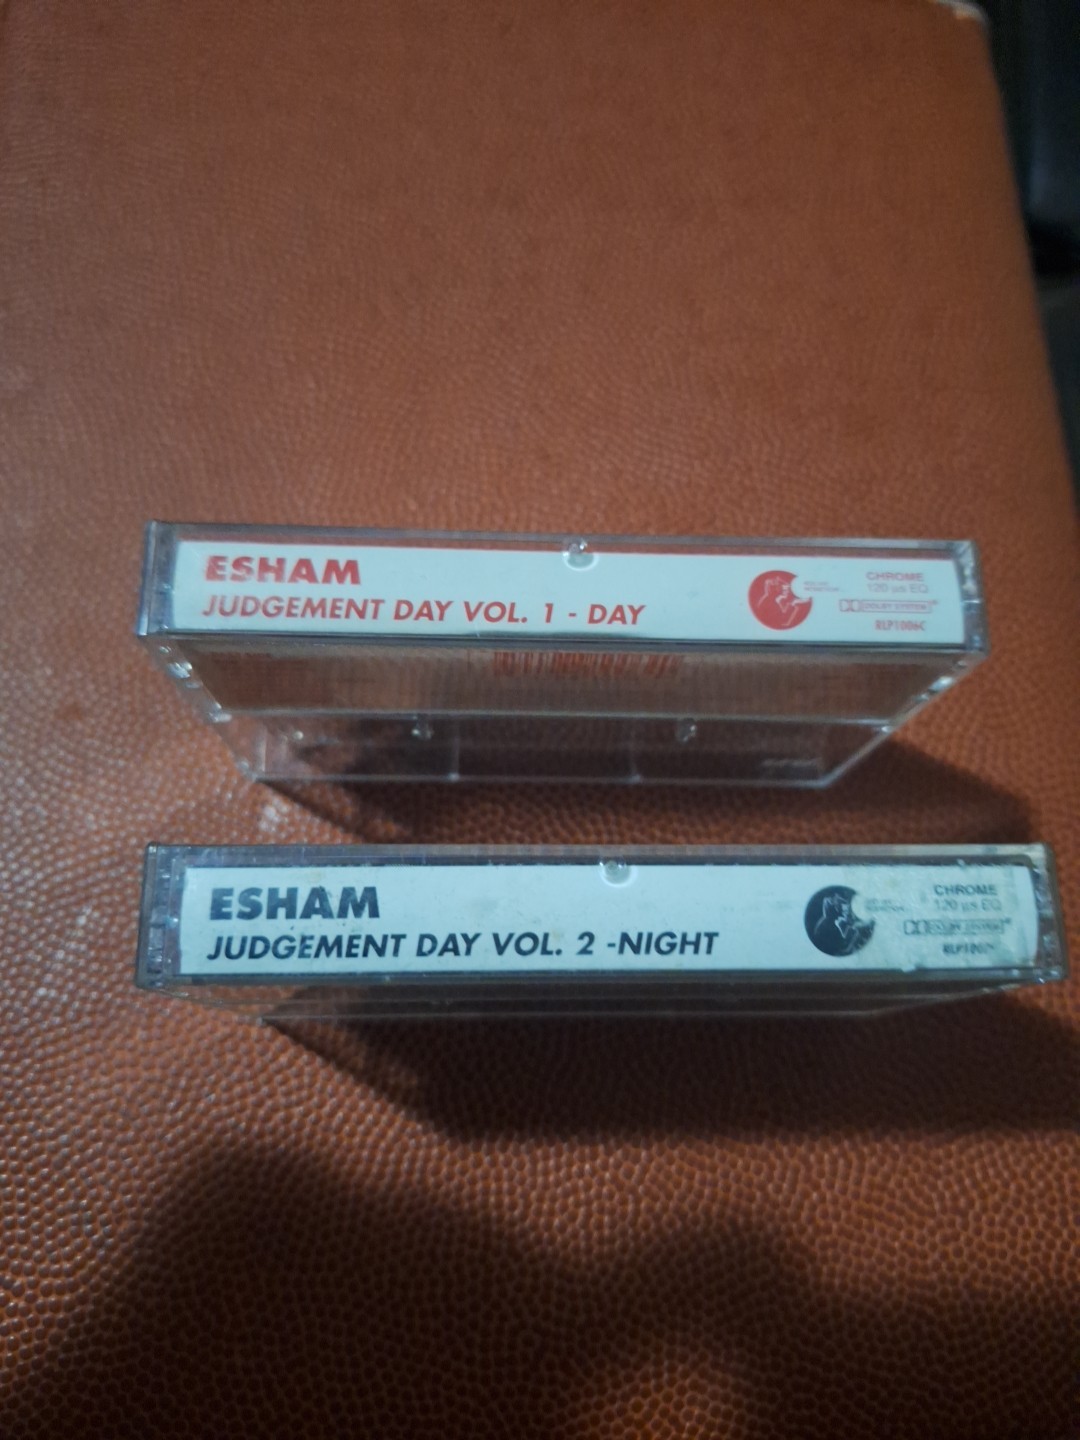 ESHAM
JUDGEMENT DAY VOL. 1 - DAY
CHROME
120 µs EQ
DOLBY SYSTEM
RLP1006C
ESHAM
JUDGEMENT DAY VOL. 2 -NIGHT
CHROME
120 µs EQ
DOLBY SYSTEM